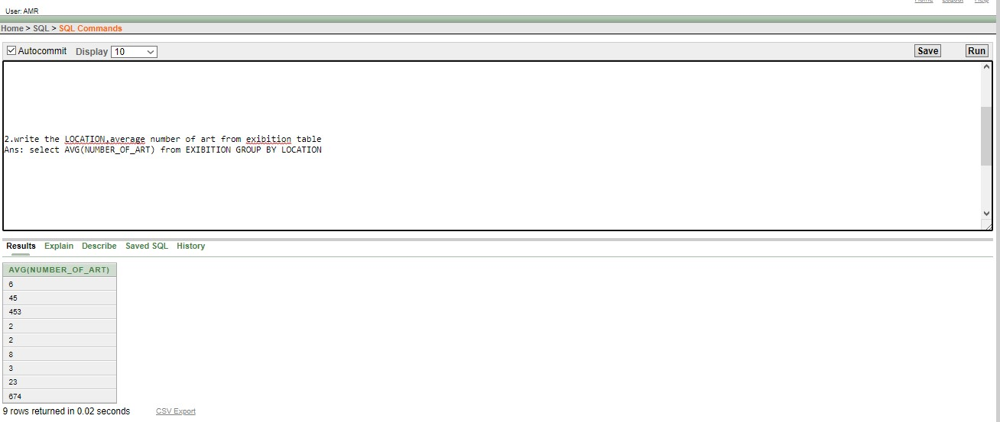 User: AMR
Home > SQL > SQL Commands
Autocommit Display 10 Save Run
2.write the LOCATION,average number of art from exibition table
Ans: select AVG(NUMBER_OF_ART) from EXIBITION GROUP BY LOCATION
Results Explain Describe Saved SQL History
AVG(NUMBER_OF_ART)
6
45
453
2
2
8
3
23
674
9 rows returned in 0.02 seconds CSV Export